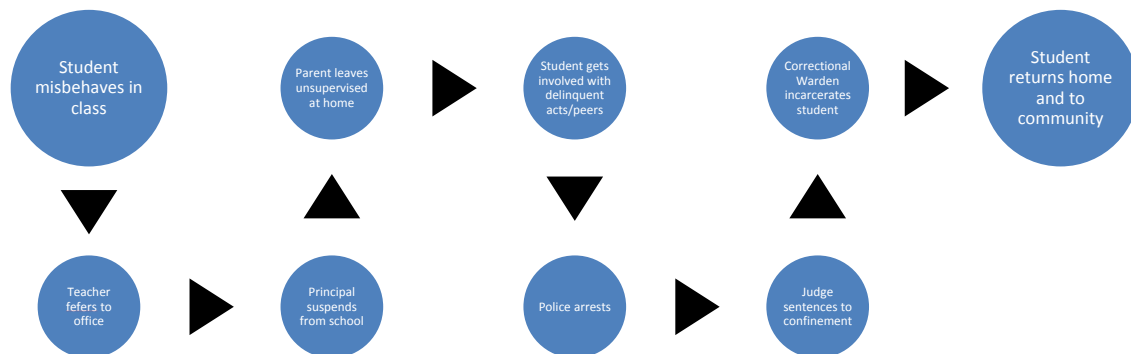 Student
misbehaves in
class
Teacher
fefers to
office
Principal
suspends
from school
Parent leaves
unsupervised
at home
Student gets
involved with
delinquent
acts/peers
Police arrests
Judge
sentences to
confinement
Correctional
Warden
incarcerates
student
Student
returns home
and to
community